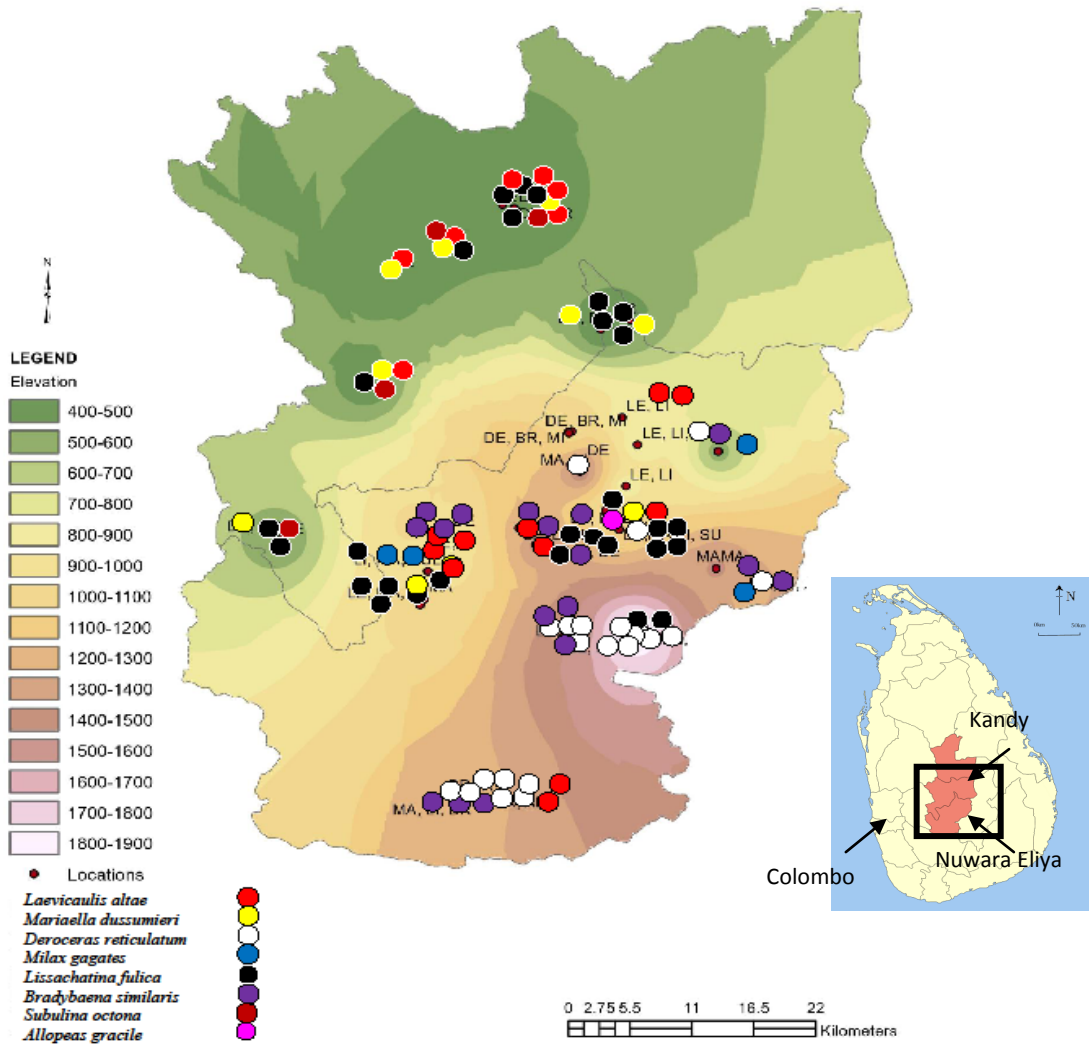 N
LEGEND
Elevation
400-500
500-600
600-700
700-800
800-900
900-1000
1000-1100
1100-1200
1200-1300
1300-1400
1400-1500
1500-1600
1600-1700
1700-1800
1800-1900
Locations
Laevicaulis altae
Mariaella dussumieri
Deroceras reticulatum
Milax gagates
Lissachatina fulica
Bradybaena similaris
Subulina octona
Allopeas gracile
LE, LI
DE, BR, MI
DE, BR, MI
LE, LI,
MA
DE
LE, LI
SU
MAMA
0 2.75 5.5 11 16.5 22
Kilometers
N
Kandy
Colombo
Nuwara Eliya